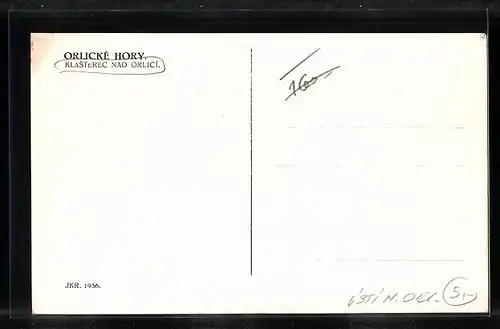 ORLICKÉ HORY.
KLÁŠTEREC NAD ORLICÍ.
160-
JKR. 1936.
ÚSTÍ N. ORL. 5,-